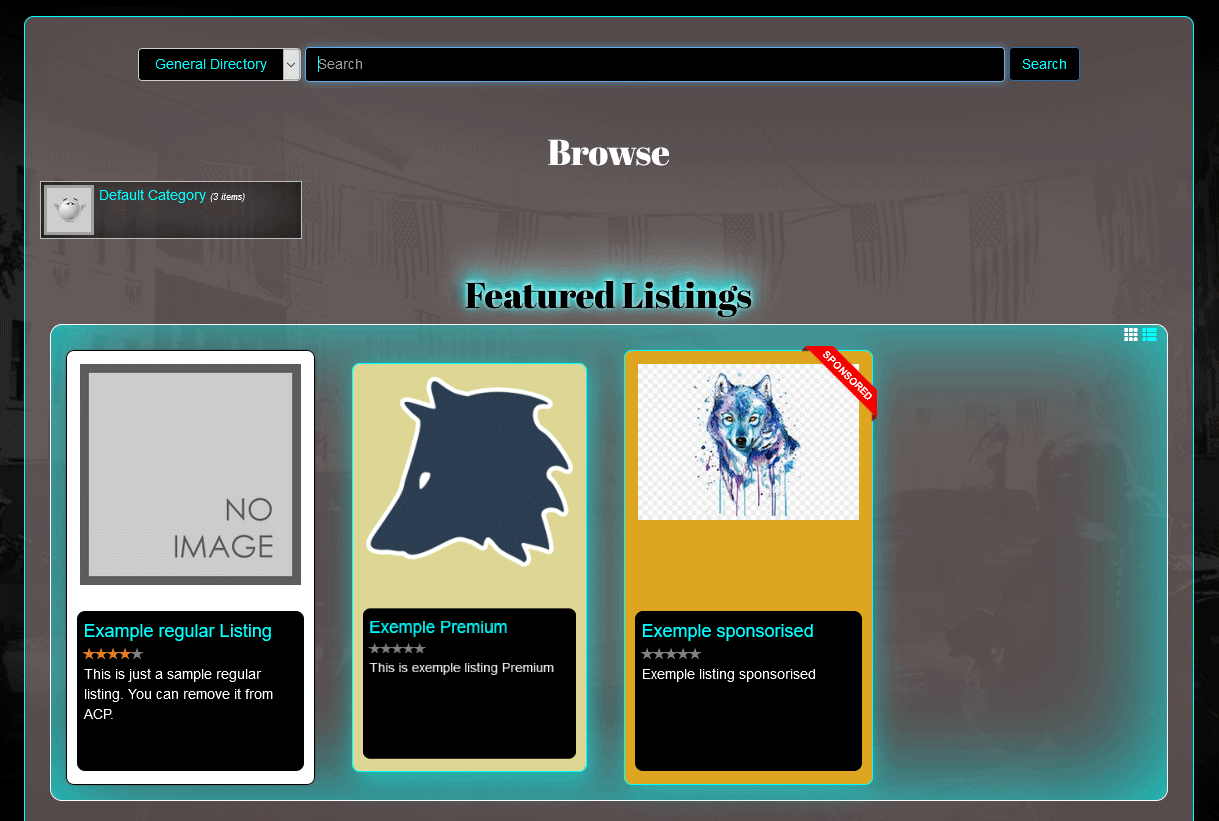 General Directory
Search
Search
Browse
Default Category (3 items)
Featured Listings
NO
IMAGE
SPONSORED
Example regular Listing
This is just a sample regular
listing. You can remove it from
ACP.
Exemple Premium
This is exemple listing Premium
Exemple sponsorised
Exemple listing sponsorised